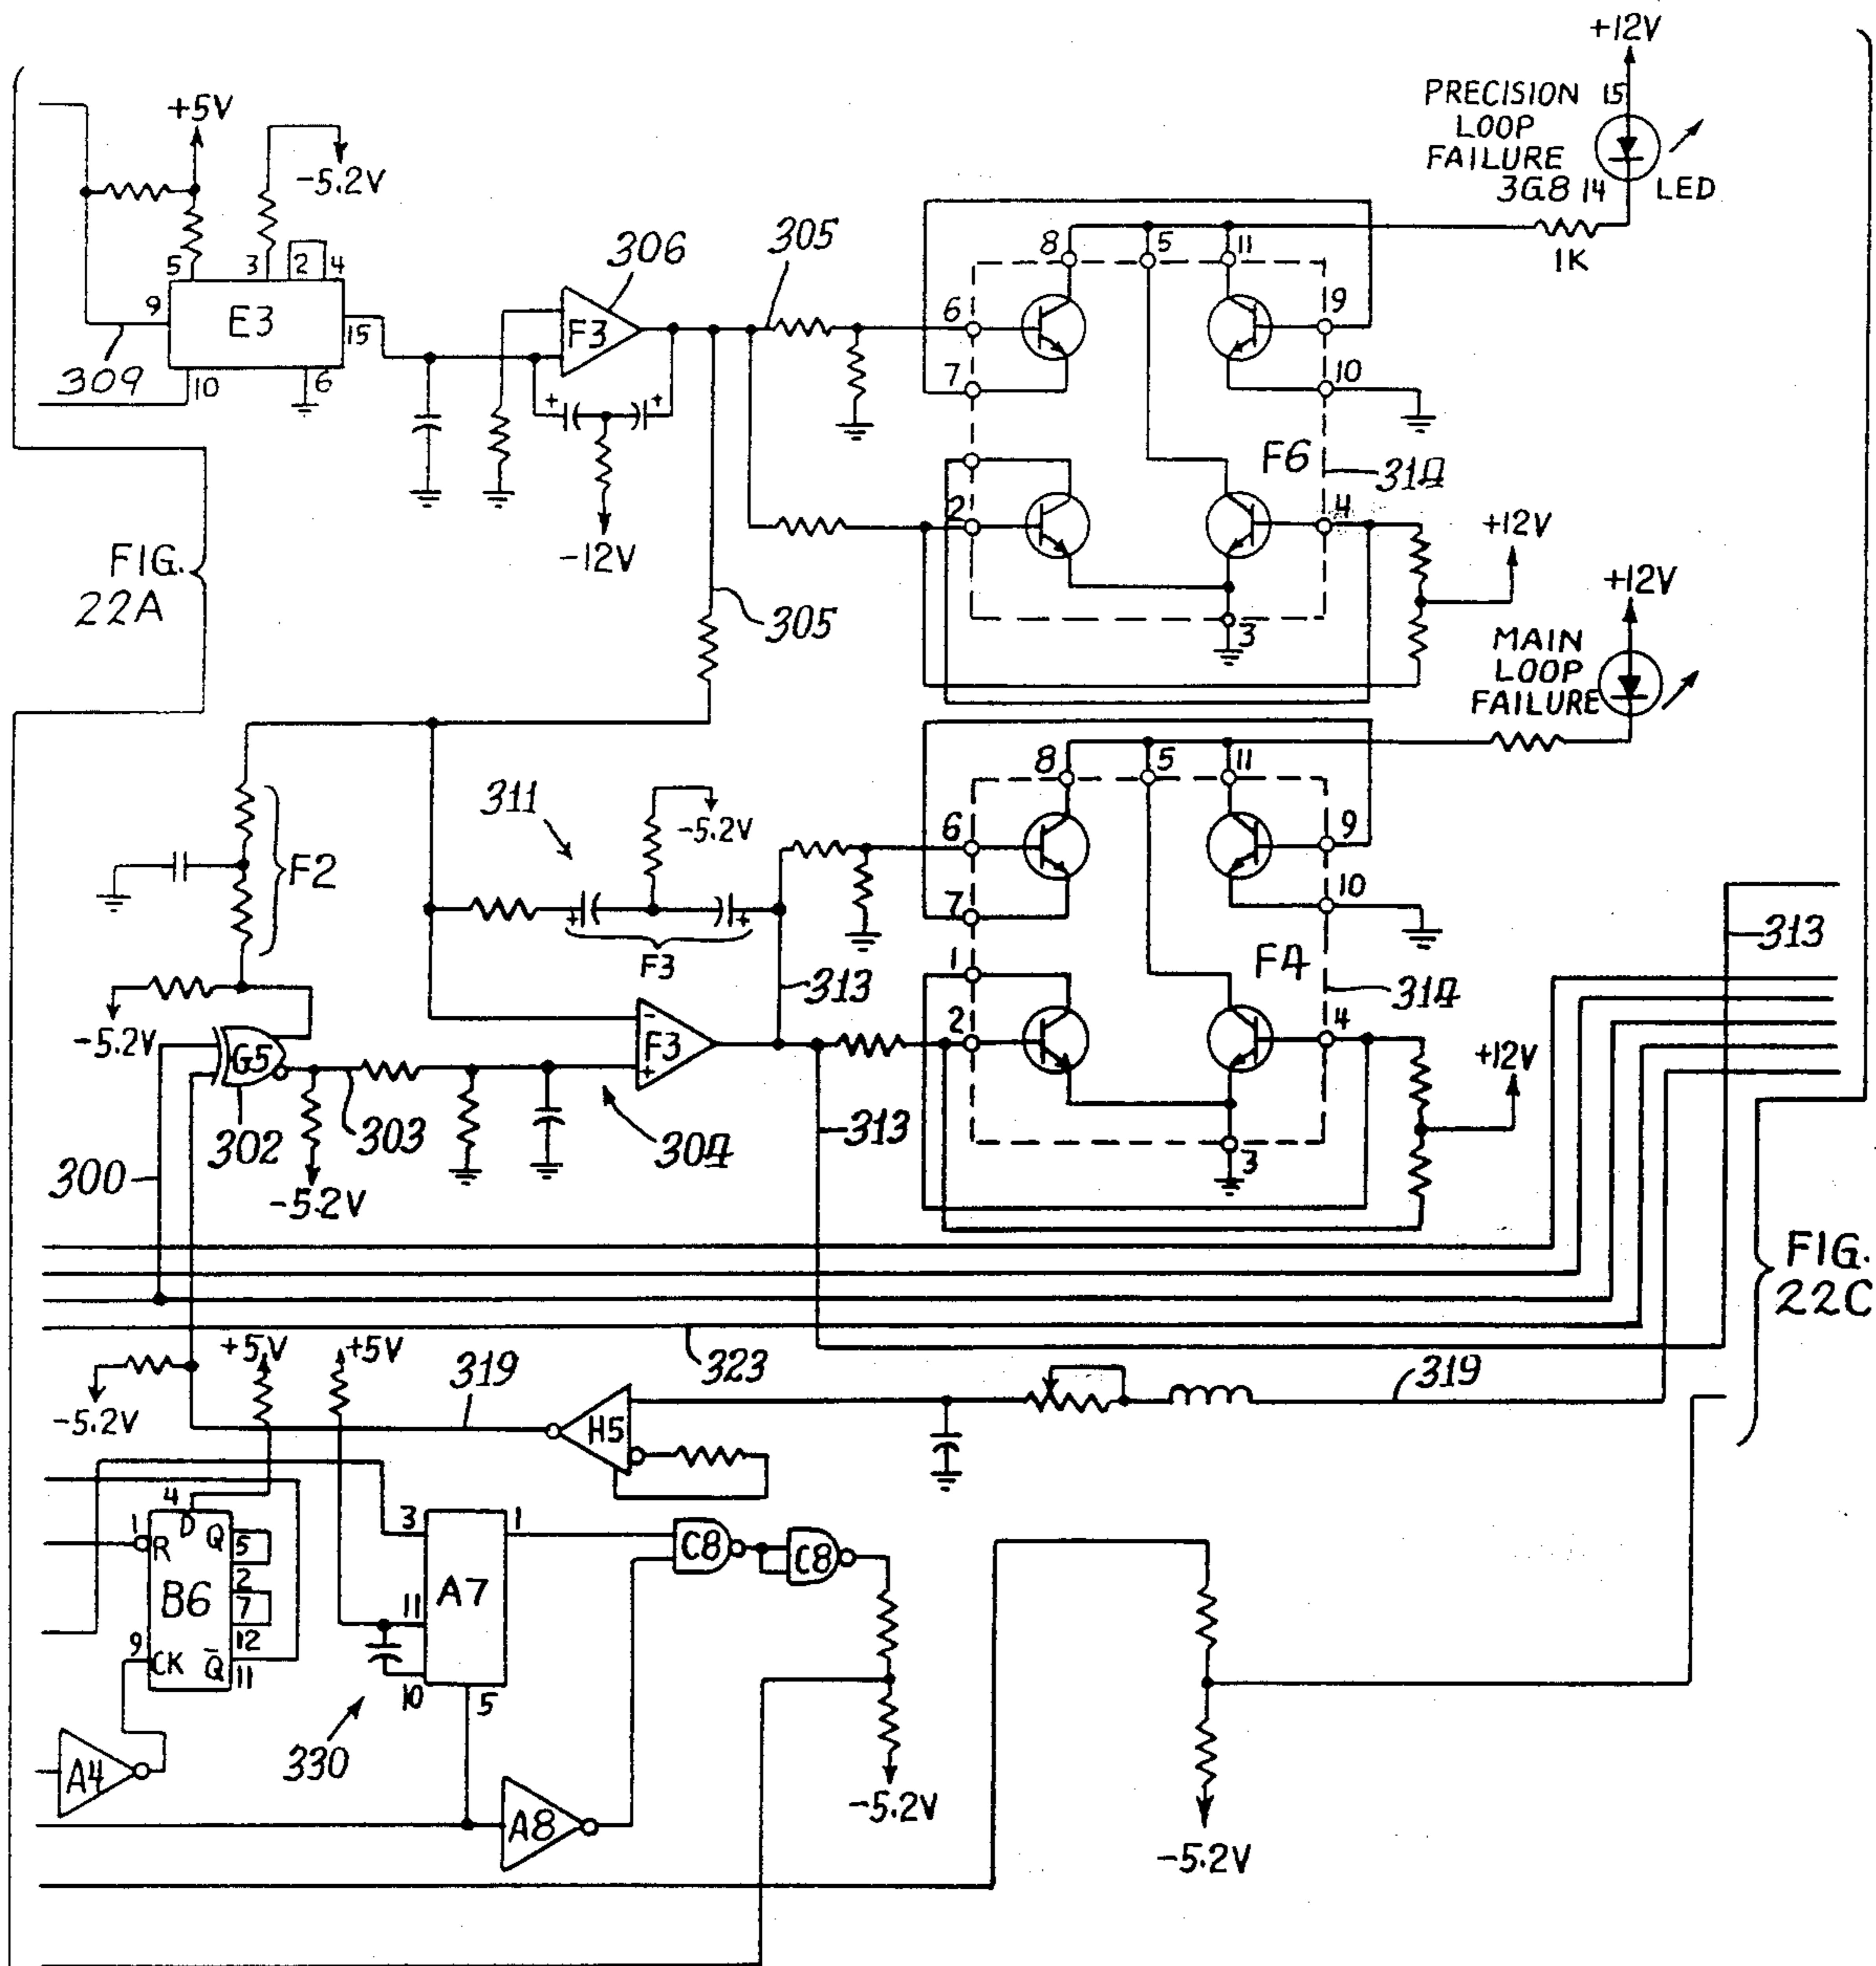 +12V
PRECISION 15
LOOP
FAILURE
3G8 14 LED
1K
+5V
-5.2V
5 3 2 4
9 E3 15
309 10 6
306
F3
305
-12V
8 5 11
6 9
7 10
F6
314
2 4
+12V
3
305
FIG.
22A
+12V
MAIN
LOOP
FAILURE
8 5 11
311
-5.2V
6 9
F2
7 10
+ +
F3
313
1
F4
314
313
-5.2V
-
2 4
G5
F3
+
+12V
302
303
304
313
3
300
-5.2V
FIG.
22C
+5V
+5V
319
323
319
-5.2V
H5
4
1 D Q 5
R
2
B6 7
9 12
CK Q̄ 11
3 1
A7
11
10 5
C8 C8
330
A4
A8
-5.2V
-5.2V